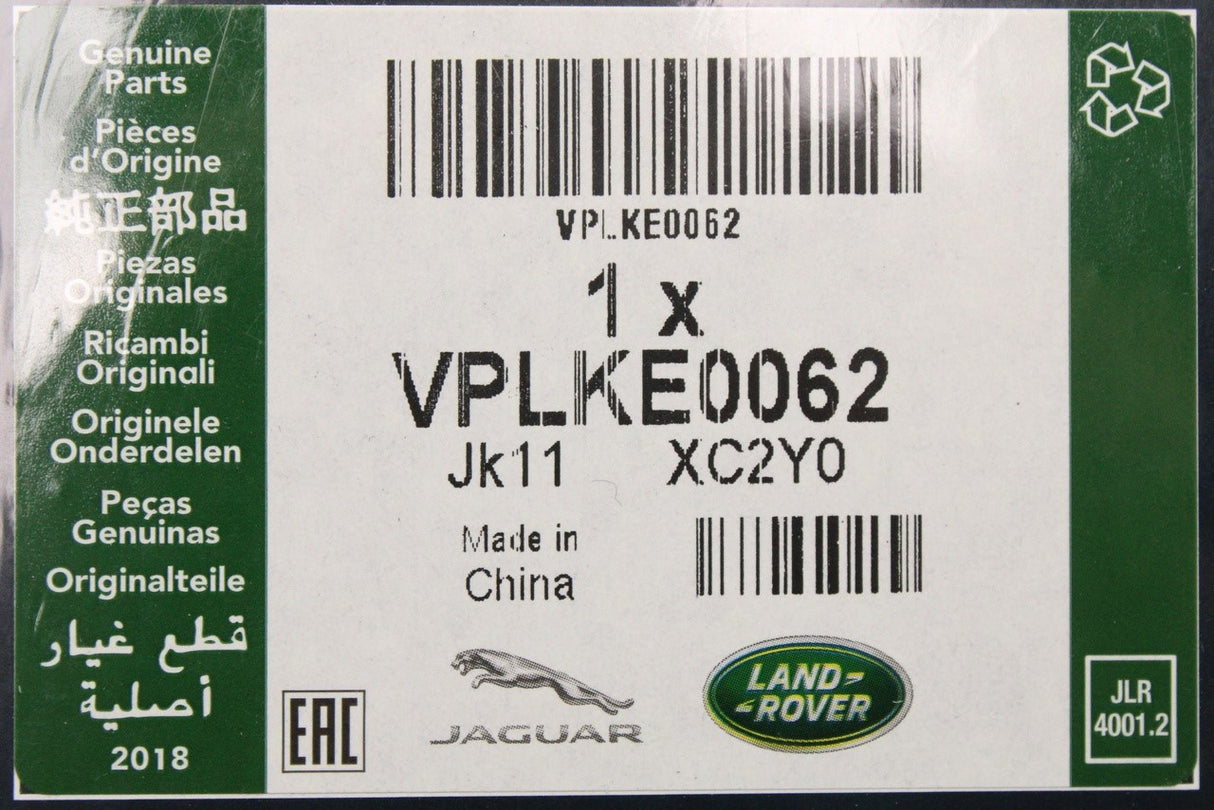 Genuine
Parts
Pièces
d'Origine
純正部品
Piezas
Originales
Ricambi
Originali
Originele
Onderdelen
Peças
Genuinas
Originalteile
قطع غيار
أصلية
2018
VPLKE0062
1 x
VPLKE0062
Jk11 XC2Y0
Made in
China
EAC
JAGUAR
LAND-
-ROVER
JLR
4001.2